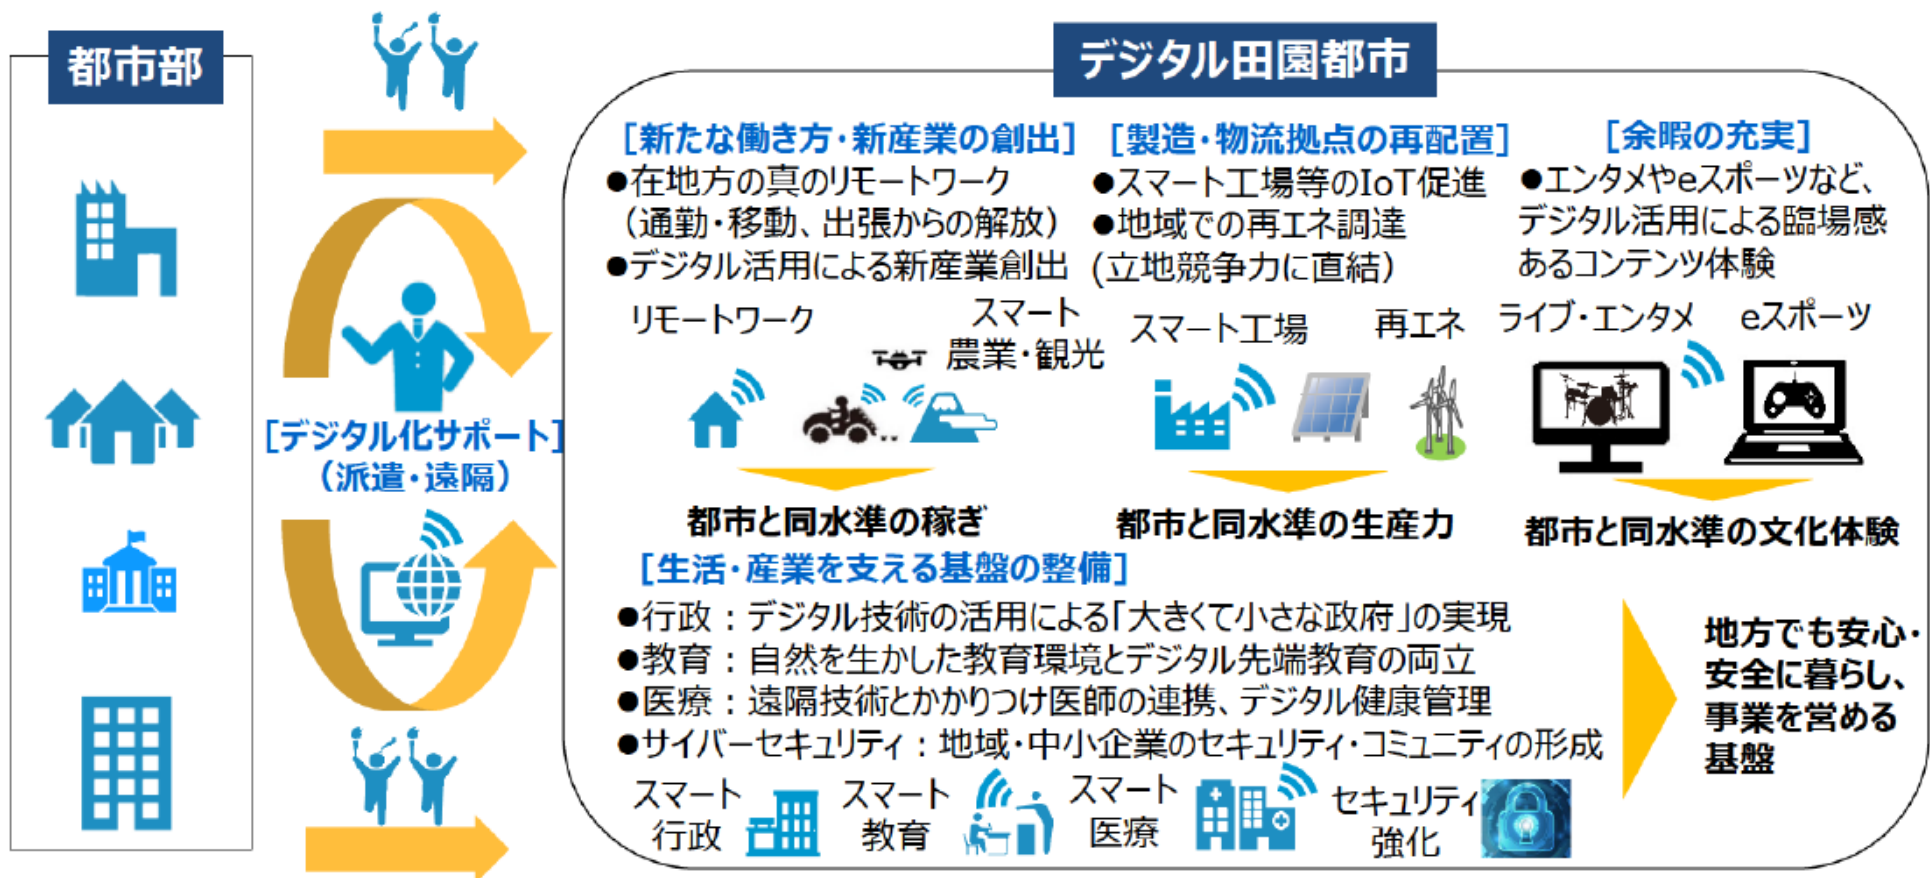 都市部
デジタル田園都市
[デジタル化サポート]
（派遣・遠隔）
[新たな働き方・新産業の創出]
●在地方の真のリモートワーク
（通勤・移動、出張からの解放）
●デジタル活用による新産業創出
リモートワーク
スマート
農業・観光
都市と同水準の稼ぎ
[製造・物流拠点の再配置]
●スマート工場等のIoT促進
●地域での再エネ調達
(立地競争力に直結）
スマート工場
再エネ
都市と同水準の生産力
[余暇の充実]
●エンタメやeスポーツなど、
デジタル活用による臨場感
あるコンテンツ体験
ライブ・エンタメ
eスポーツ
都市と同水準の文化体験
[生活・産業を支える基盤の整備]
●行政：デジタル技術の活用による「大きくて小さな政府」の実現
●教育：自然を生かした教育環境とデジタル先端教育の両立
●医療：遠隔技術とかかりつけ医師の連携、デジタル健康管理
●サイバーセキュリティ：地域・中小企業のセキュリティ・コミュニティの形成
スマート
行政
スマート
教育
スマート
医療
セキュリティ
強化
地方でも安心・
安全に暮らし、
事業を営める
基盤